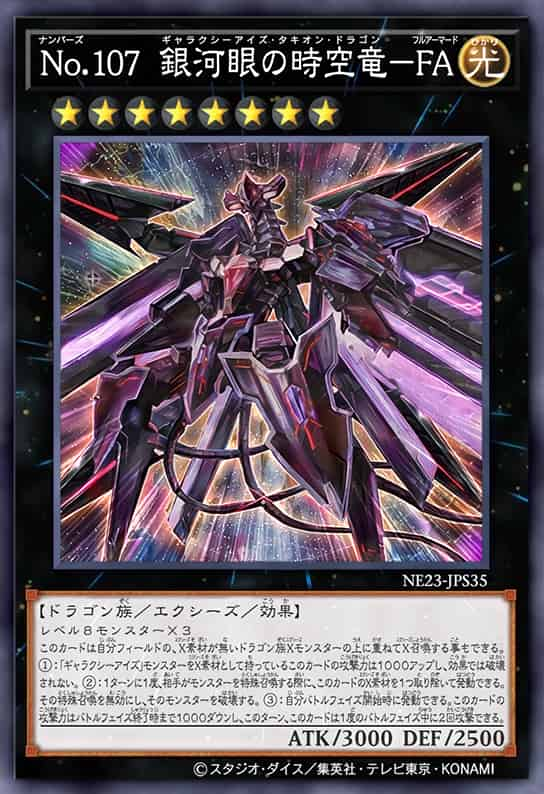 ナンバーズ ギャラクシーアイズ・タキオン・ドラゴン フルアーマード
No.107 銀河眼の時空竜－FA
ひかり
光
NE23-JPS35
【ドラゴン族／エクシーズ／効果】
レベル８モンスター×３
このカードは自分フィールドの、X素材が無いドラゴン族Xモンスターの上に重ねてX召喚する事もできる。
①：「ギャラクシーアイズ」モンスターをX素材として持っているこのカードの攻撃力は1000アップし、効果では破壊
されない。②：1ターンに1度、相手がモンスターを特殊召喚する際に、このカードのX素材を1つ取り除いて発動できる。
その特殊召喚を無効にし、そのモンスターを破壊する。③：自分バトルフェイズ開始時に発動できる。このカードの
攻撃力はバトルフェイズ終了時まで1000ダウンし、このターン、このカードは1度のバトルフェイズ中に2回攻撃できる。
ATK/3000 DEF/2500
©スタジオ・ダイス／集英社・テレビ東京・KONAMI